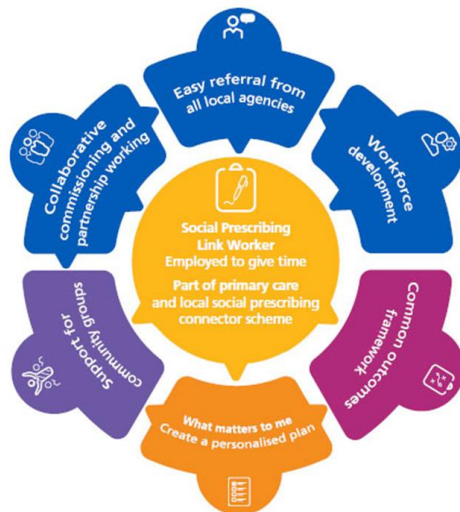 Easy referral from
all local agencies
Workforce
development
Common outcomes
framework
What matters to me
Create a personalised plan
Support for
community groups
Collaborative
commissioning and
partnership working
Social Prescribing
Link Worker
Employed to give time
Part of primary care
and local social prescribing
connector scheme